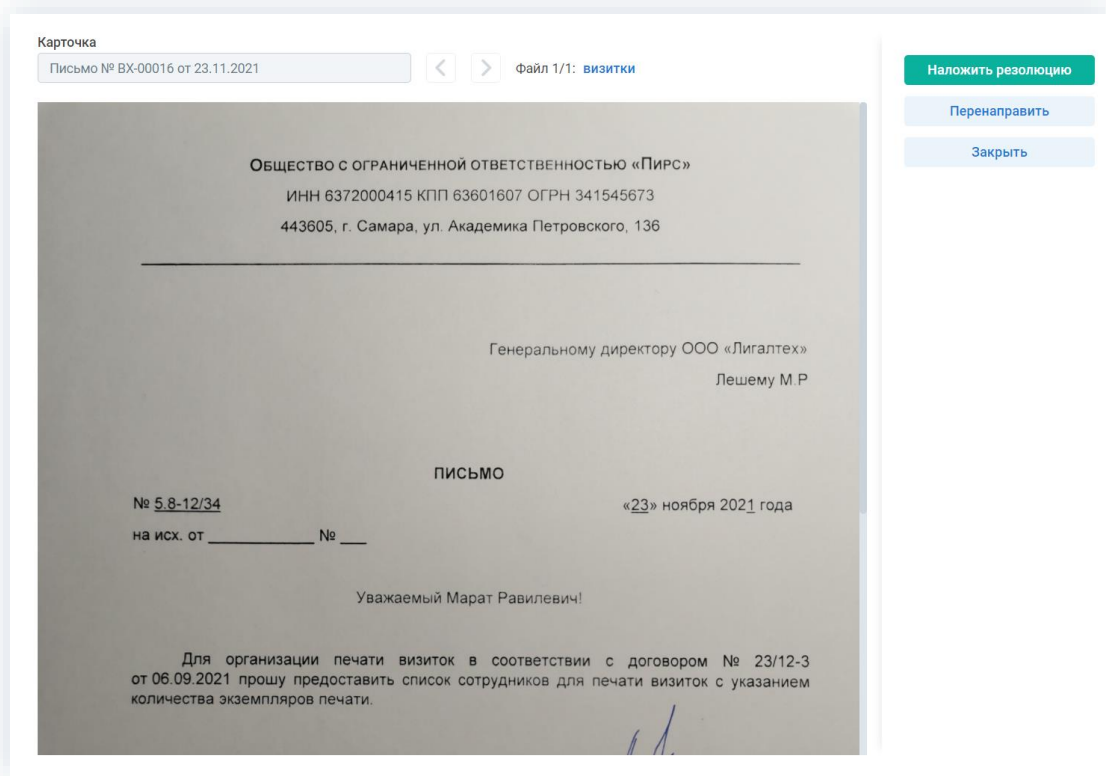 Карточка
Письмо № ВХ-00016 от 23.11.2021
Файл 1/1: визитки
Наложить резолюцию
Перенаправить
Закрыть
ОБЩЕСТВО С ОГРАНИЧЕННОЙ ОТВЕТСТВЕННОСТЬЮ «ПИРС»
ИНН 6372000415 КПП 63601607 ОГРН 341545673
443605, г. Самара, ул. Академика Петровского, 136
Генеральному директору ООО «Лигалтех»
Лешему М.Р
ПИСЬМО
№ 5.8-12/34
«23» ноября 2021 года
на исх. от ____________ № ___
Уважаемый Марат Равилевич!
Для организации печати визиток в соответствии с договором № 23/12-3
от 06.09.2021 прошу предоставить список сотрудников для печати визиток с указанием
количества экземпляров печати.